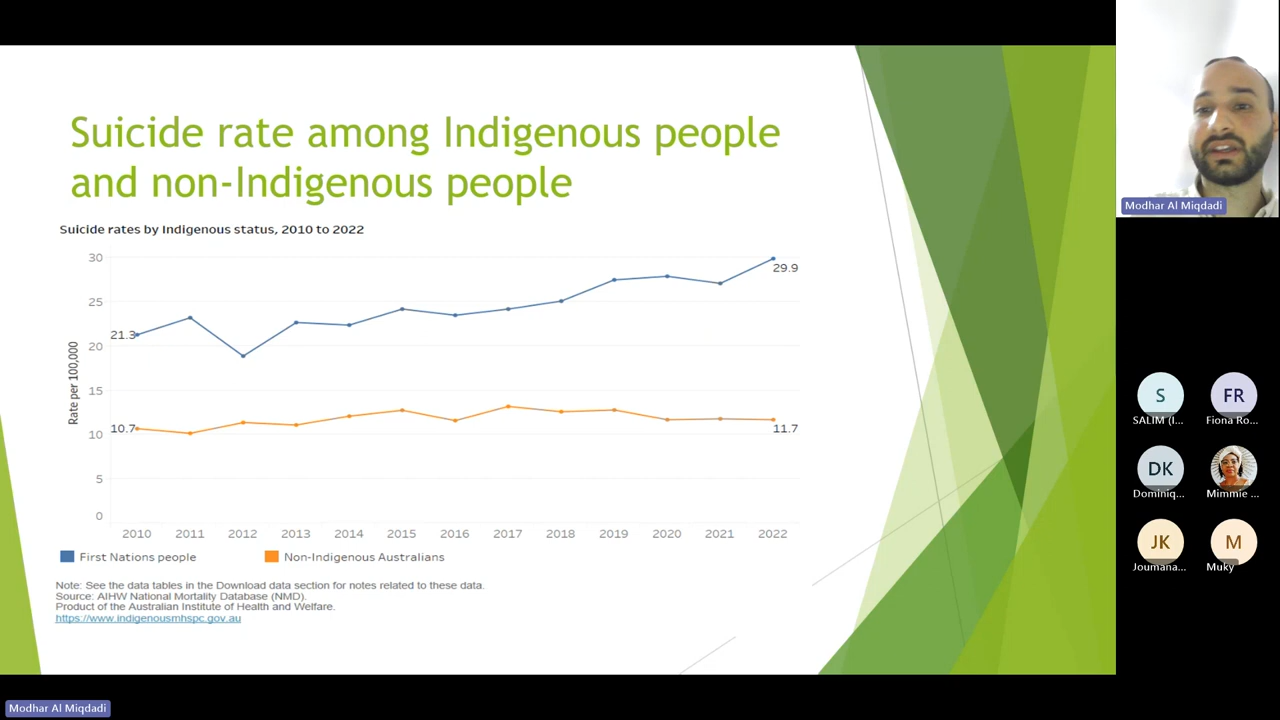 Suicide rate among Indigenous people
and non-Indigenous people
Suicide rates by Indigenous status, 2010 to 2022
30
25
20
15
10
5
0
Rate per 100,000
21.3
29.9
10.7
11.7
2010 2011 2012 2013 2014 2015 2016 2017 2018 2019 2020 2021 2022
First Nations people Non-Indigenous Australians
Note: See the data tables in the Download data section for notes related to these data.
Source: AIHW National Mortality Database (NMD).
Product of the Australian Institute of Health and Welfare.
https://www.indigenousmhspc.gov.au
Modhar Al Miqdadi
S FR
SALIM (I... Fiona Ro...
DK
Dominiq... Mimmie ...
JK M
Joumana... Muky
Modhar Al Miqdadi